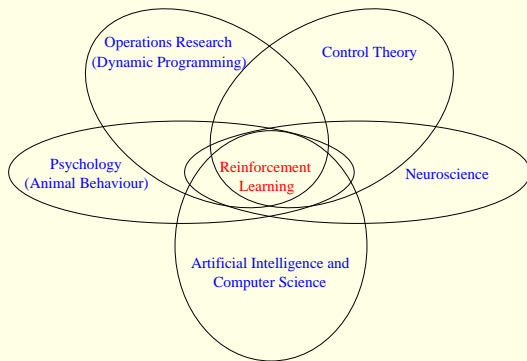 Operations Research
(Dynamic Programming)
Control Theory
Psychology
(Animal Behaviour)
Reinforcement
Learning
Neuroscience
Artificial Intelligence and
Computer Science